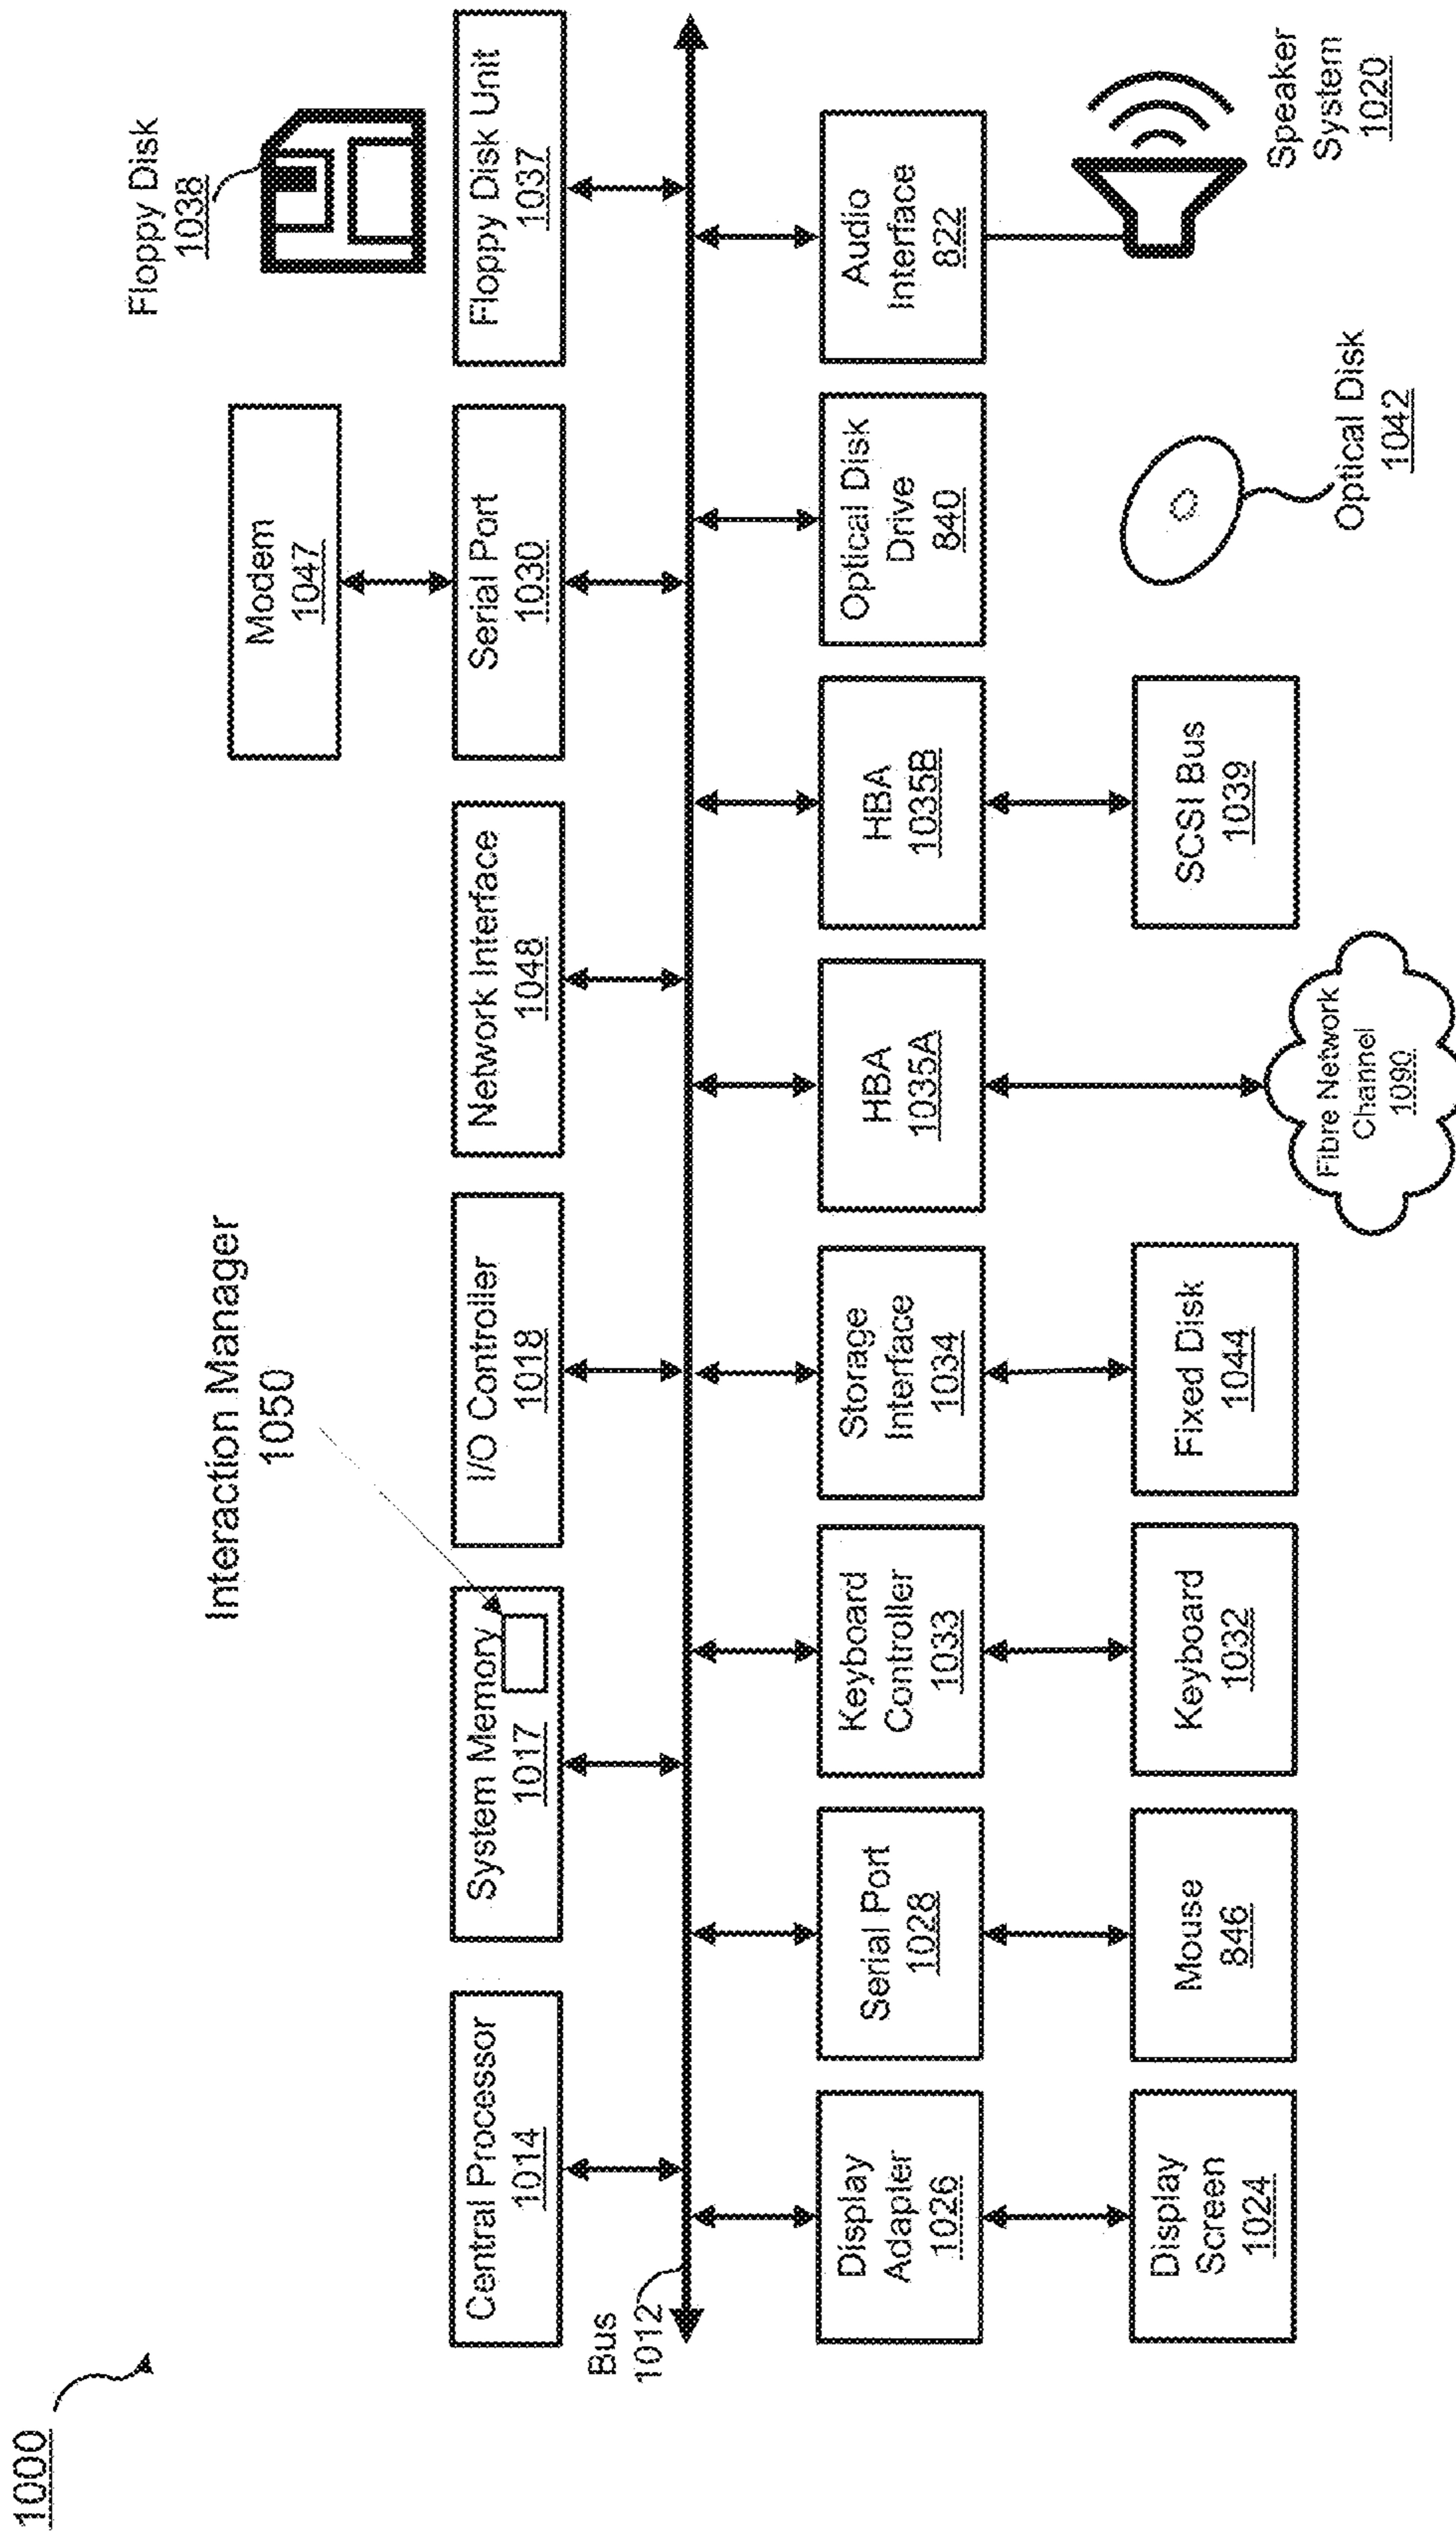 1000
Interaction Manager
1050
Modem
1047
Floppy Disk
1038
Central Processor
1014
System Memory
1017
I/O Controller
1018
Network Interface
1048
Serial Port
1030
Floppy Disk Unit
1037
Bus
1012
Display
Adapter
1026
Serial Port
1028
Keyboard
Controller
1033
Storage
Interface
1034
HBA
1035A
HBA
1035B
Optical Disk
Drive
840
Audio
Interface
822
Display
Screen
1024
Mouse
846
Keyboard
1032
Fixed Disk
1044
Fibre Network
Channel
1090
SCSI Bus
1039
Optical Disk
1042
Speaker
System
1020